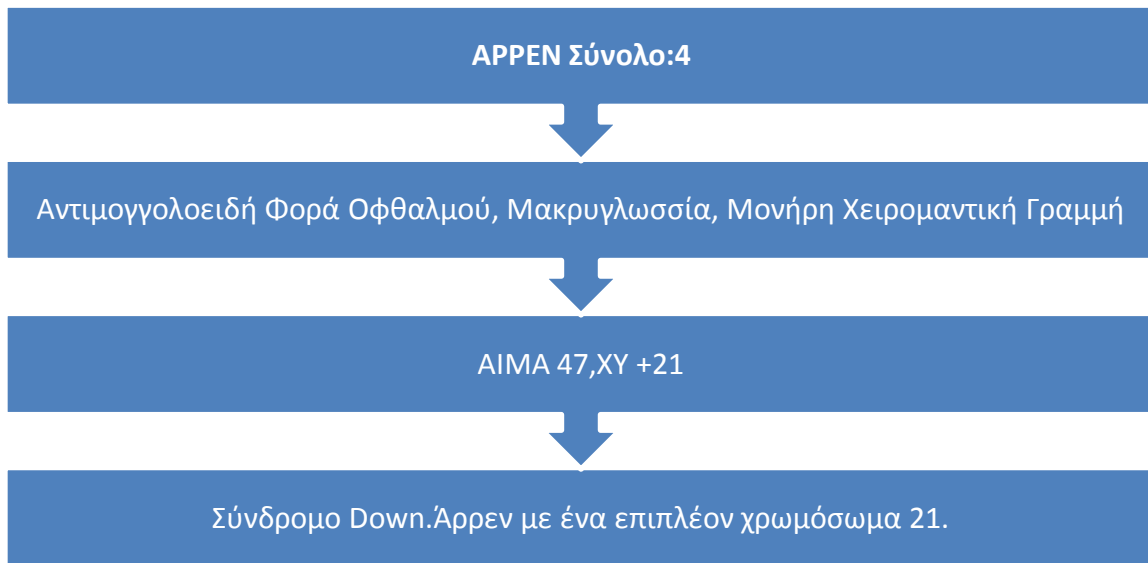 ΑΡΡΕΝ Σύνολο:4
Αντιμογγολοειδή Φορά Οφθαλμού, Μακρυγλωσσία, Μονήρη Χειρομαντική Γραμμή
ΑΙΜΑ 47,ΧΥ +21
Σύνδρομο Down.Άρρεν με ένα επιπλέον χρωμόσωμα 21.